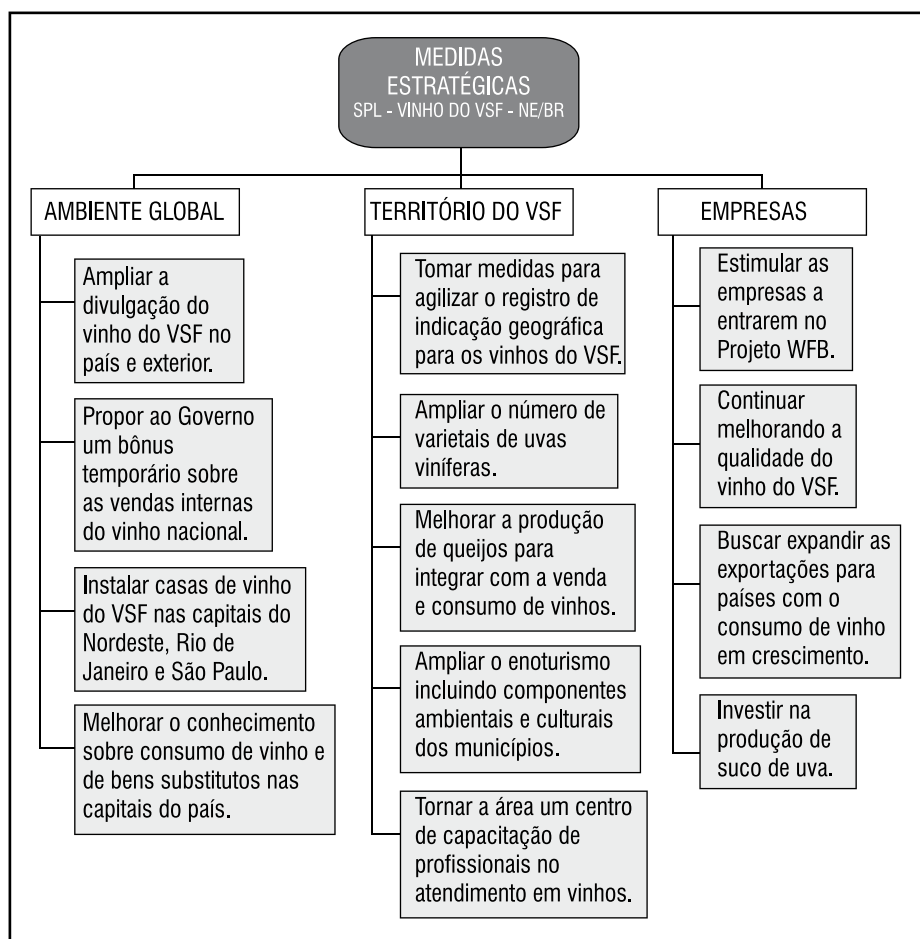 MEDIDAS
ESTRATÉGICAS
SPL - VINHO DO VSF - NE/BR
AMBIENTE GLOBAL
Ampliar a
divulgação do
vinho do VSF no
país e exterior.
Propor ao Governo
um bônus
temporário sobre
as vendas internas
do vinho nacional.
Instalar casas de vinho
do VSF nas capitais do
Nordeste, Rio de
Janeiro e São Paulo.
Melhorar o conhecimento
sobre consumo de vinho e
de bens substitutos nas
capitais do país.
TERRITÓRIO DO VSF
Tomar medidas para
agilizar o registro de
indicação geográfica
para os vinhos do VSF.
Ampliar o número de
varietais de uvas
viníferas.
Melhorar a produção
de queijos para
integrar com a venda
e consumo de vinhos.
Ampliar o enoturismo
incluindo componentes
ambientais e culturais
dos municípios.
Tornar a área um centro
de capacitação de
profissionais no
atendimento em vinhos.
EMPRESAS
Estimular as
empresas a
entrarem no
Projeto WFB.
Continuar
melhorando a
qualidade do
vinho do VSF.
Buscar expandir as
exportações para
países com o
consumo de vinho
em crescimento.
Investir na
produção de
suco de uva.